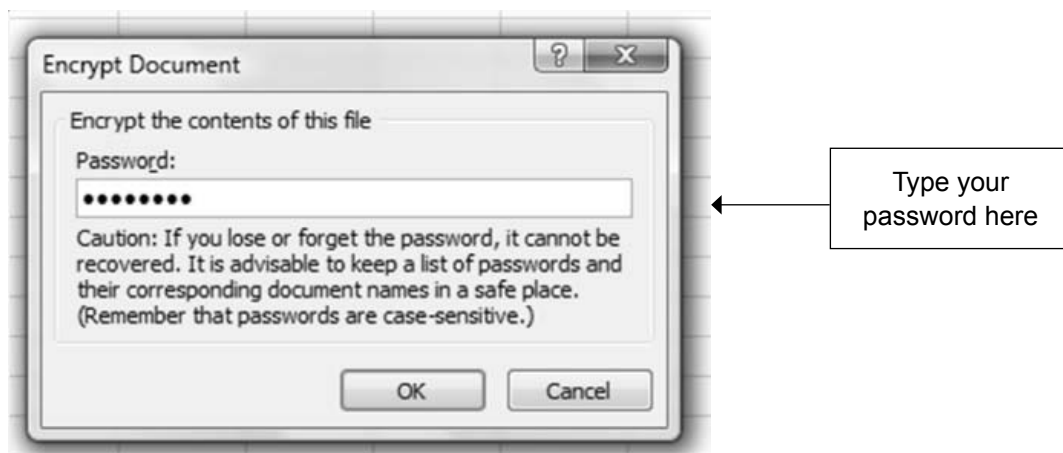 Encrypt Document
Encrypt the contents of this file
Password:
••••••••
Caution: If you lose or forget the password, it cannot be
recovered. It is advisable to keep a list of passwords and
their corresponding document names in a safe place.
(Remember that passwords are case-sensitive.)
OK Cancel
Type your
password here